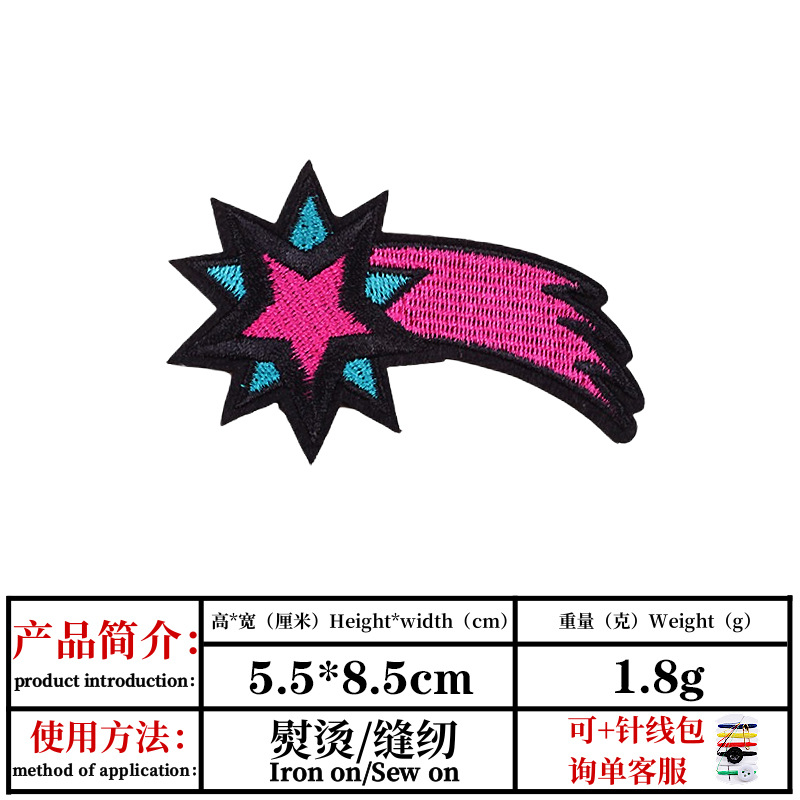 产品简介：
product introduction：
高*宽（厘米）Height*width（cm）
5.5*8.5cm
重量（克）Weight（g）
1.8g
使用方法：
method of application：
熨烫/缝纫
Iron on/Sew on
可+针线包
询单客服